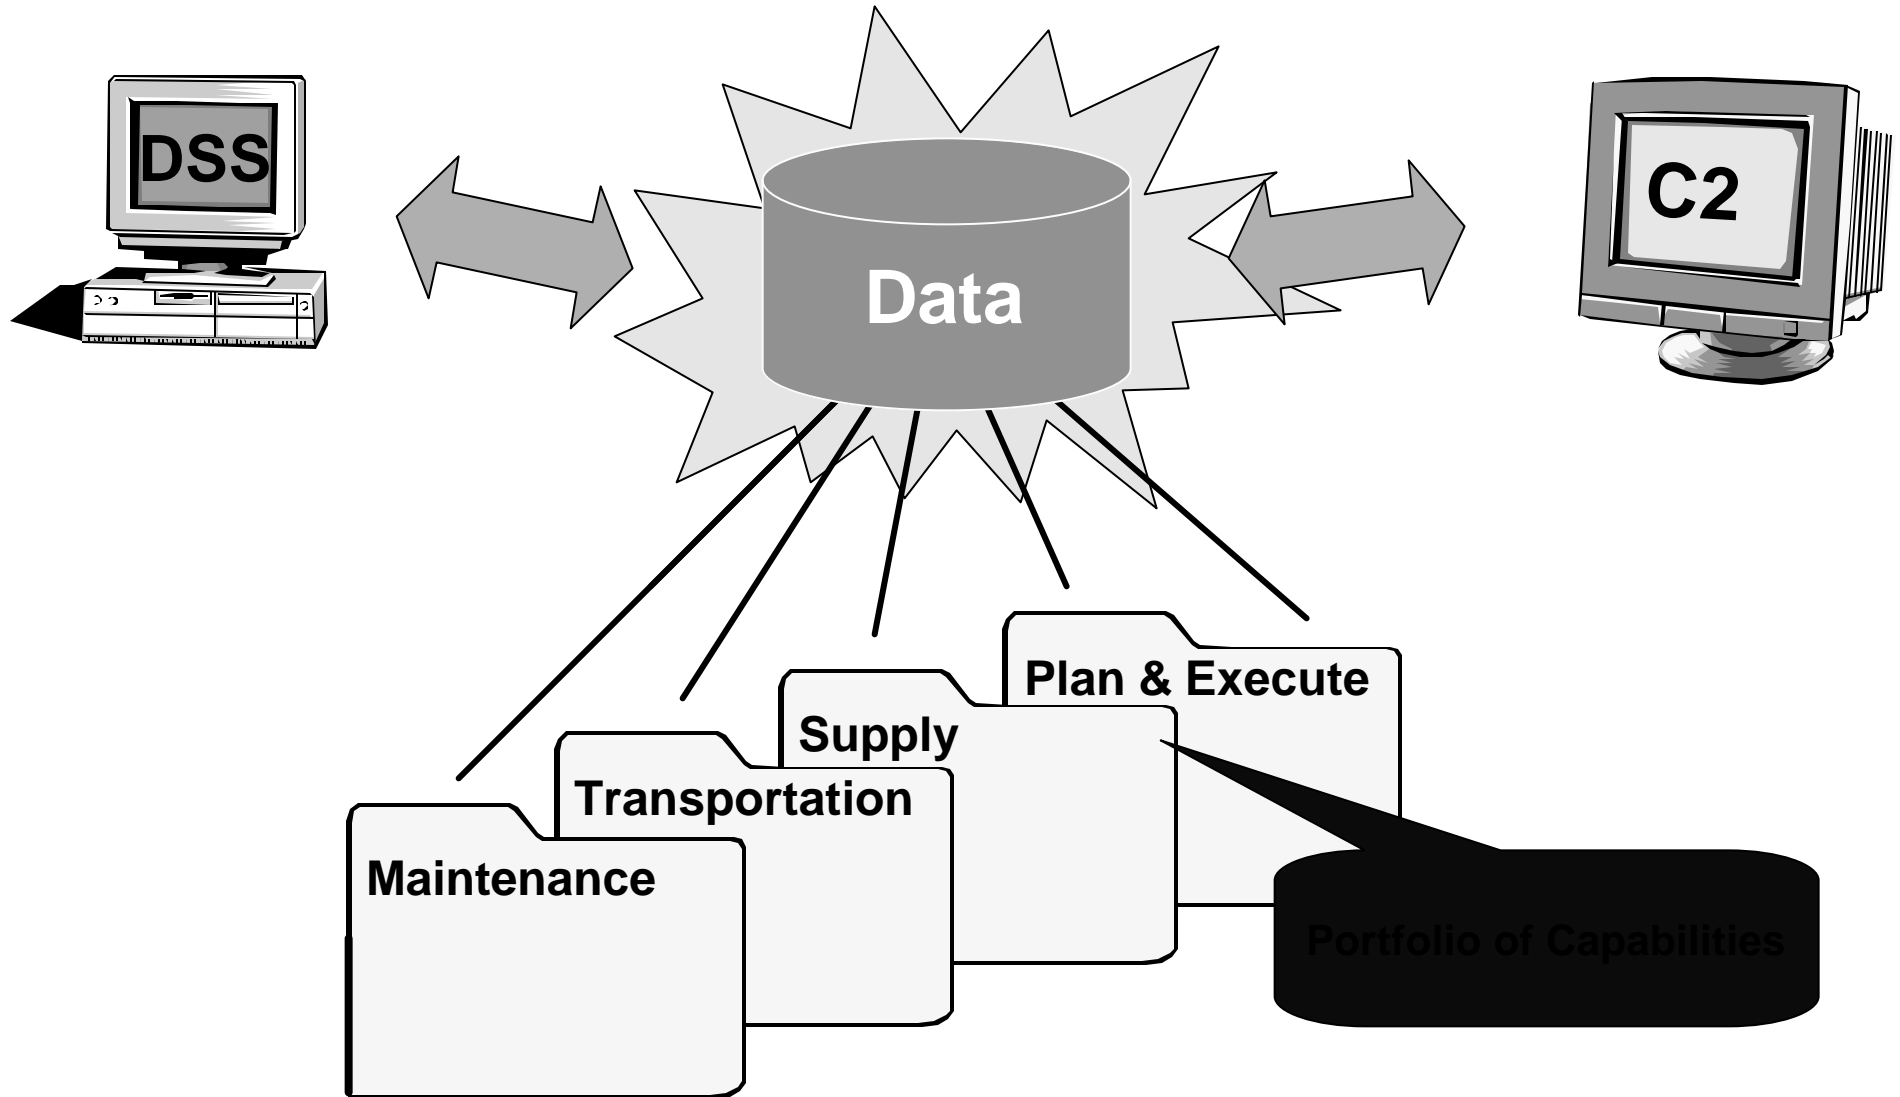 DSS
C2
Data
Plan & Execute
Supply
Transportation
Maintenance
Portfolio of Capabilities